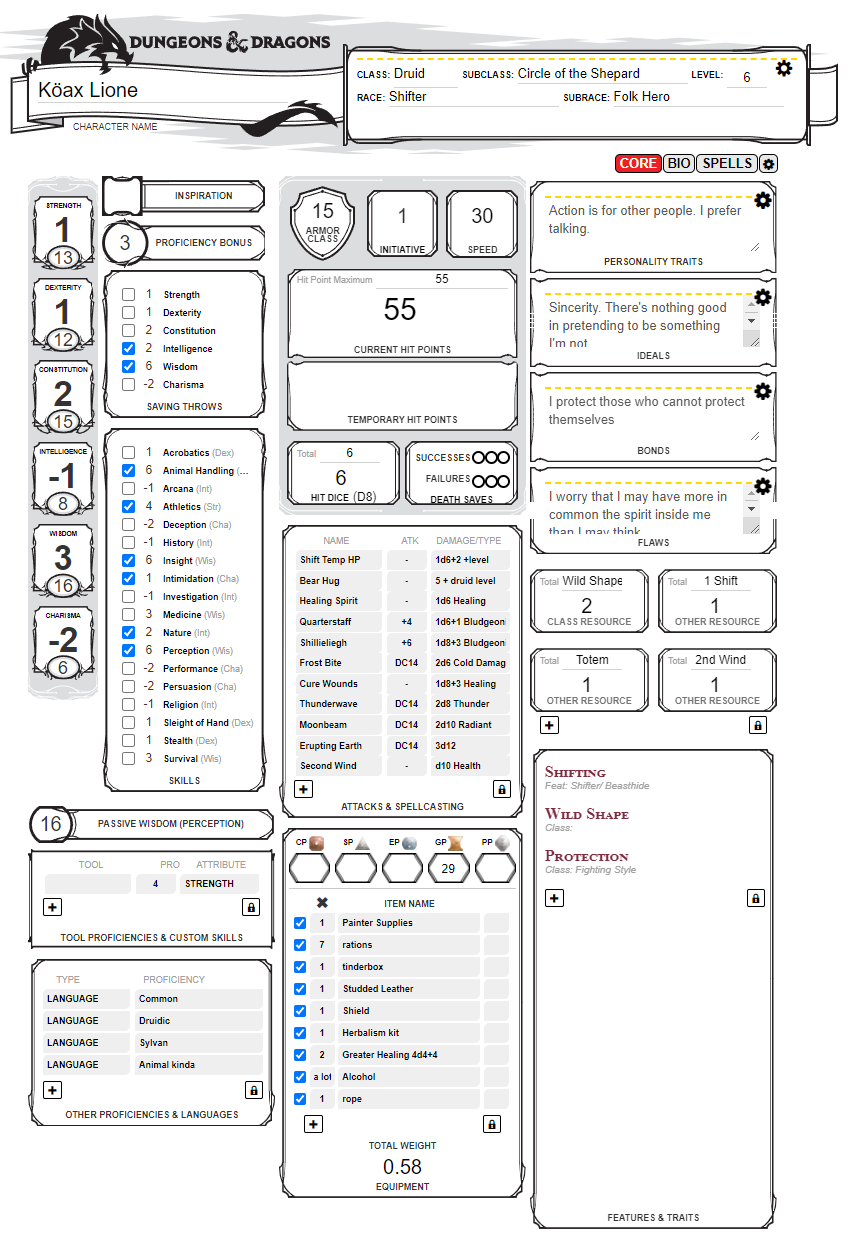 DUNGEONS & DRAGONS
Köax Lione
CHARACTER NAME
CLASS: Druid SUBCLASS: Circle of the Shepard LEVEL: 6
RACE: Shifter SUBRACE: Folk Hero
CORE BIO SPELLS
STRENGTH
1
13
DEXTERITY
1
12
CONSTITUTION
2
15
INTELLIGENCE
-1
8
WISDOM
3
16
CHARISMA
-2
6
INSPIRATION
3 PROFICIENCY BONUS
1 Strength
1 Dexterity
2 Constitution
2 Intelligence
6 Wisdom
-2 Charisma
SAVING THROWS
1 Acrobatics (Dex)
6 Animal Handling (...
-1 Arcana (Int)
4 Athletics (Str)
-2 Deception (Cha)
-1 History (Int)
6 Insight (Wis)
1 Intimidation (Cha)
-1 Investigation (Int)
3 Medicine (Wis)
2 Nature (Int)
6 Perception (Wis)
-2 Performance (Cha)
-2 Persuasion (Cha)
-1 Religion (Int)
1 Sleight of Hand (Dex)
1 Stealth (Dex)
3 Survival (Wis)
SKILLS
16 PASSIVE WISDOM (PERCEPTION)
TOOL PRO ATTRIBUTE
4 STRENGTH
TOOL PROFICIENCIES & CUSTOM SKILLS
TYPE PROFICIENCY
LANGUAGE Common
LANGUAGE Druidic
LANGUAGE Sylvan
LANGUAGE Animal kinda
OTHER PROFICIENCIES & LANGUAGES
15
ARMOR
CLASS
1
INITIATIVE
30
SPEED
Hit Point Maximum 55
55
CURRENT HIT POINTS
TEMPORARY HIT POINTS
Total 6
6
HIT DICE (D8)
SUCCESSES
FAILURES
DEATH SAVES
NAME ATK DAMAGE/TYPE
Shift Temp HP - 1d6+2 +level
Bear Hug - 5 + druid level
Healing Spirit - 1d6 Healing
Quarterstaff +4 1d6+1 Bludgeon
Shillieliegh +6 1d8+3 Bludgeon
Frost Bite DC14 2d6 Cold Damag
Cure Wounds - 1d8+3 Healing
Thunderwave DC14 2d8 Thunder
Moonbeam DC14 2d10 Radiant
Erupting Earth DC14 3d12
Second Wind - d10 Health
ATTACKS & SPELLCASTING
CP SP EP GP PP
29
ITEM NAME
1 Painter Supplies
7 rations
1 tinderbox
1 Studded Leather
1 Shield
1 Herbalism kit
2 Greater Healing 4d4+4
a lot Alcohol
1 rope
TOTAL WEIGHT
0.58
EQUIPMENT
Action is for other people. I prefer
talking.
PERSONALITY TRAITS
Sincerity. There's nothing good
in pretending to be something
I'm not
IDEALS
I protect those who cannot protect
themselves
BONDS
I worry that I may have more in
common the spirit inside me
than I may think
FLAWS
Total Wild Shape
2
CLASS RESOURCE
Total 1 Shift
1
OTHER RESOURCE
Total Totem
1
OTHER RESOURCE
Total 2nd Wind
1
OTHER RESOURCE
SHIFTING
Feat: Shifter/ Beasthide
WILD SHAPE
Class:
PROTECTION
Class: Fighting Style
FEATURES & TRAITS